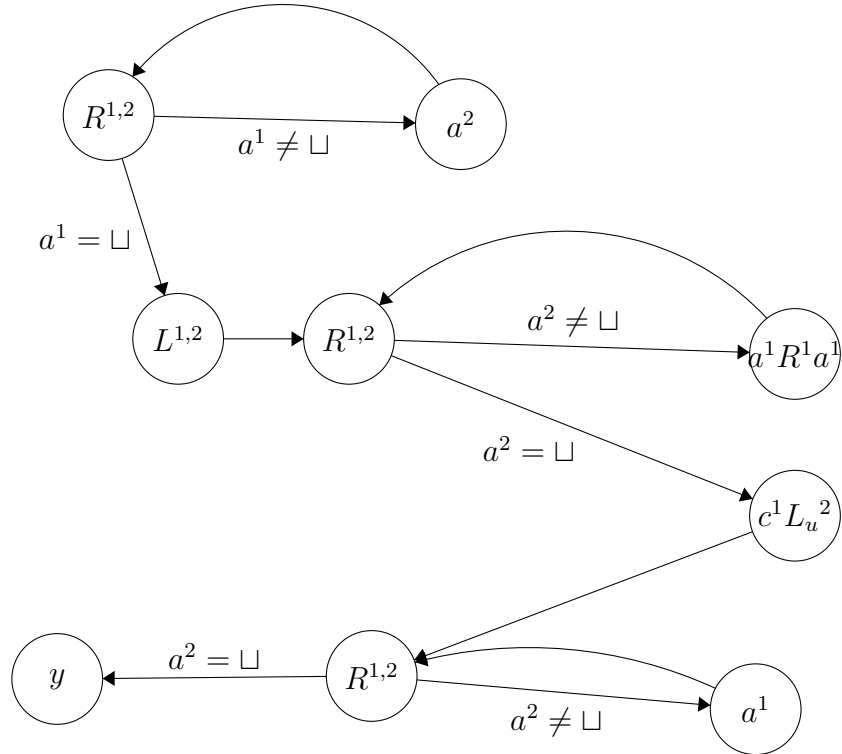 R^{1,2}
a^2
a^1 ≠ ⊔
a^1 = ⊔
L^{1,2}
R^{1,2}
a^2 ≠ ⊔
a^1R^1a^1
a^2 = ⊔
c^1L_u^2
y
a^2 = ⊔
R^{1,2}
a^2 ≠ ⊔
a^1